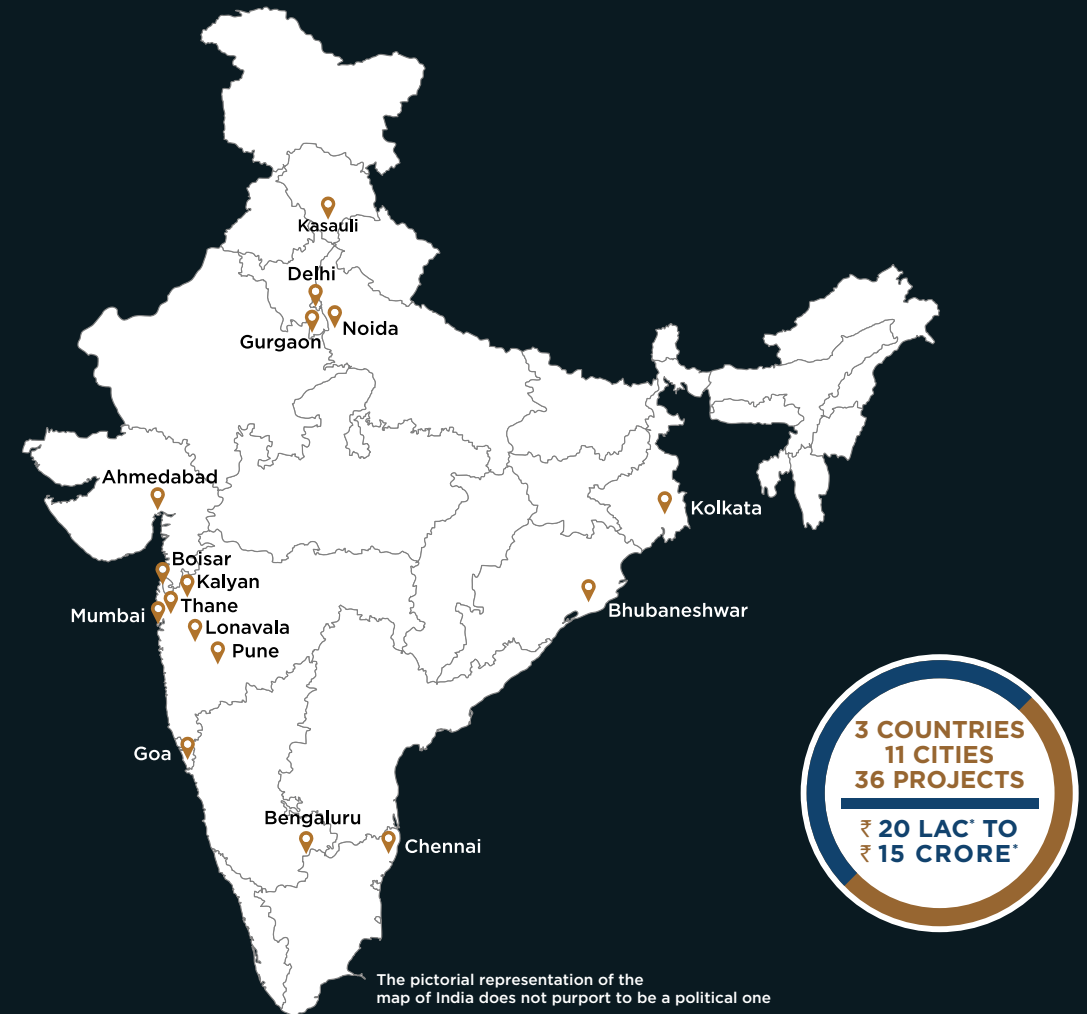 Kasauli
Delhi
Noida
Gurgaon
Ahmedabad
Kolkata
Boisar
Kalyan
Thane
Mumbai
Bhubaneshwar
Lonavala
Pune
Goa
Bengaluru
Chennai
3 COUNTRIES
11 CITIES
36 PROJECTS
₹ 20 LAC* TO
₹ 15 CRORE*
The pictorial representation of the
map of India does not purport to be a political one